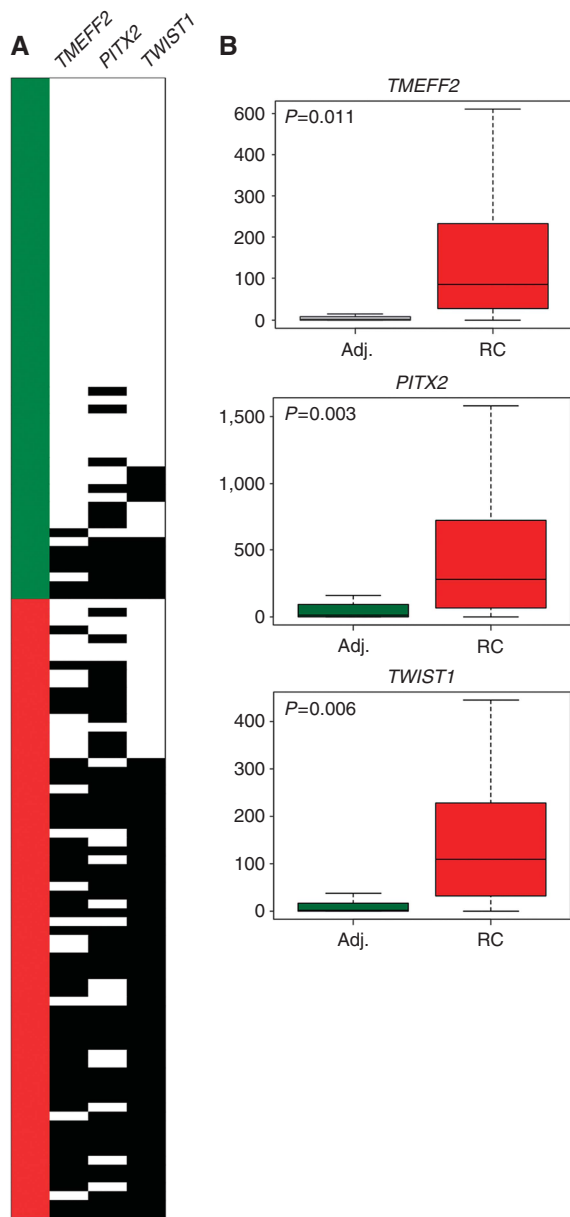 A
TMEFF2
PITX2
TWIST1
B
TMEFF2
P=0.011
600
400
300
200
100
0
Adj. RC
PITX2
P=0.003
1,500
1,000
500
0
Adj. RC
TWIST1
P=0.006
400
300
200
100
0
Adj. RC